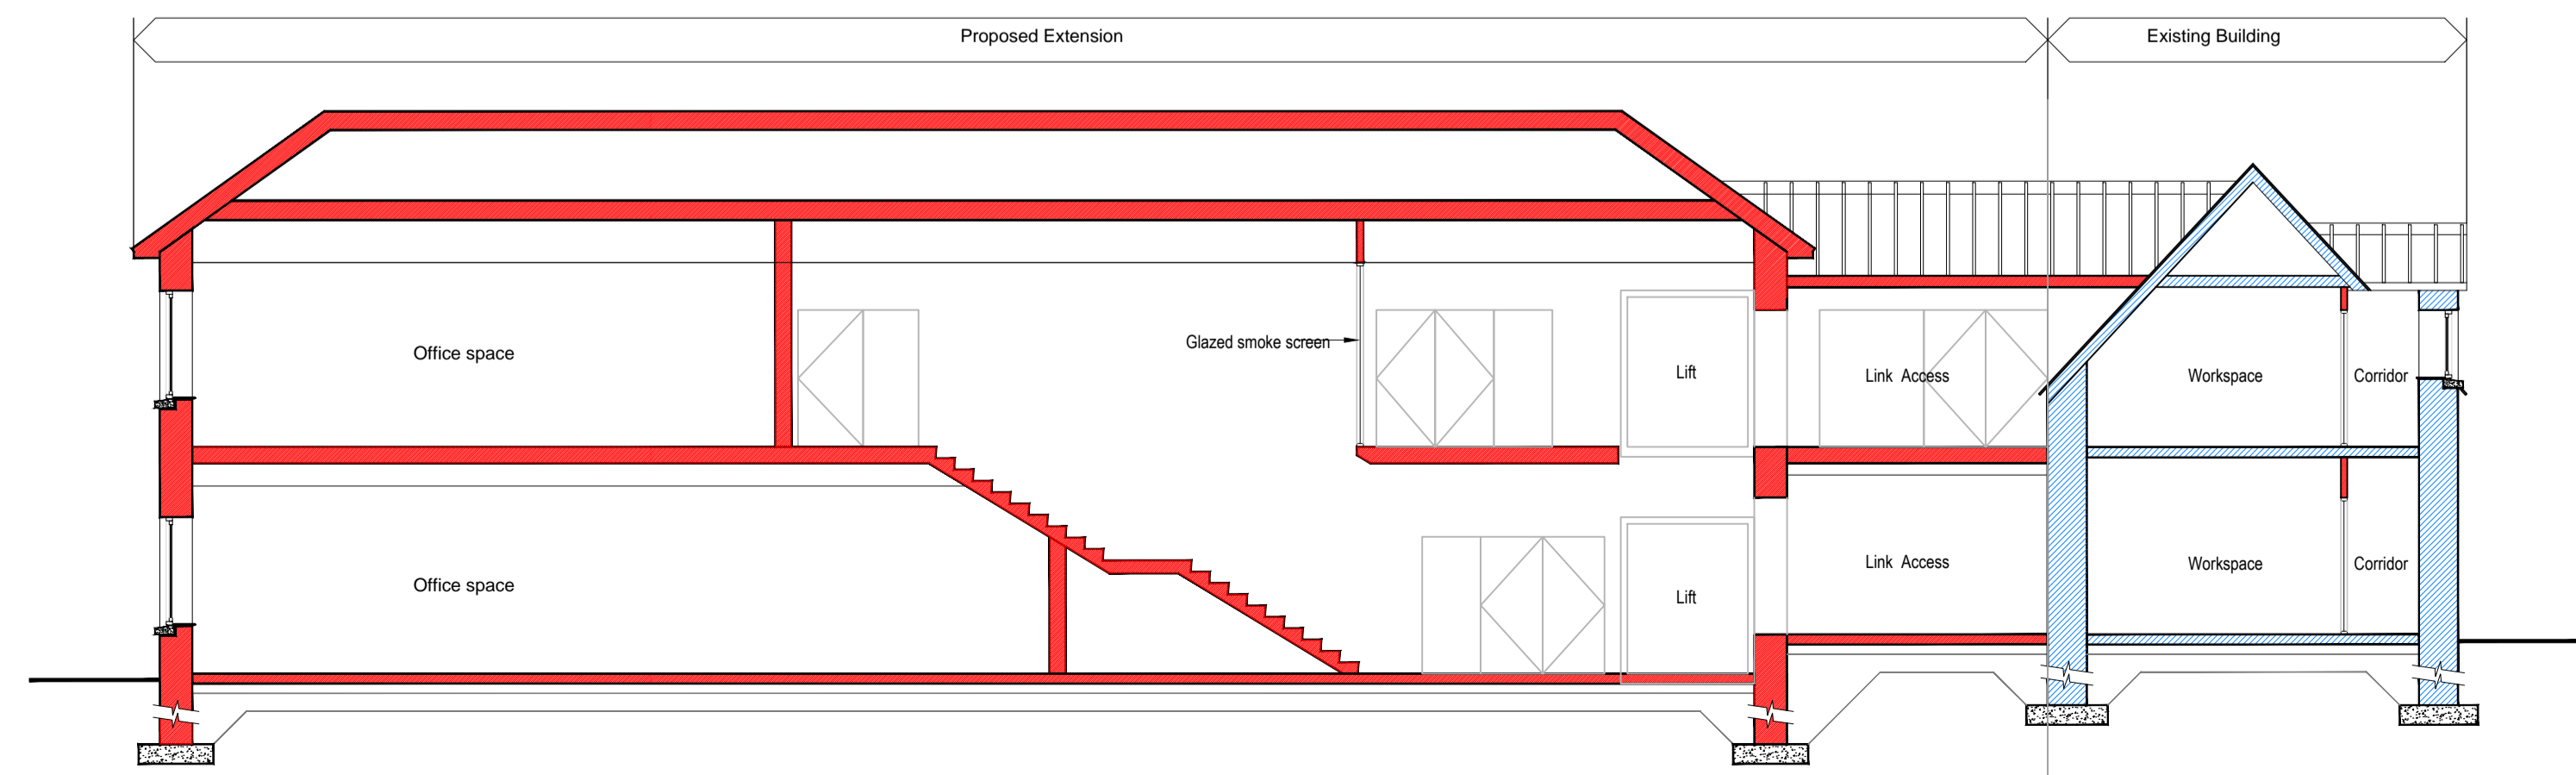 Proposed Extension
Existing Building
Office space
Glazed smoke screen
Lift
Link Access
Workspace
Corridor
Office space
Lift
Link Access
Workspace
Corridor